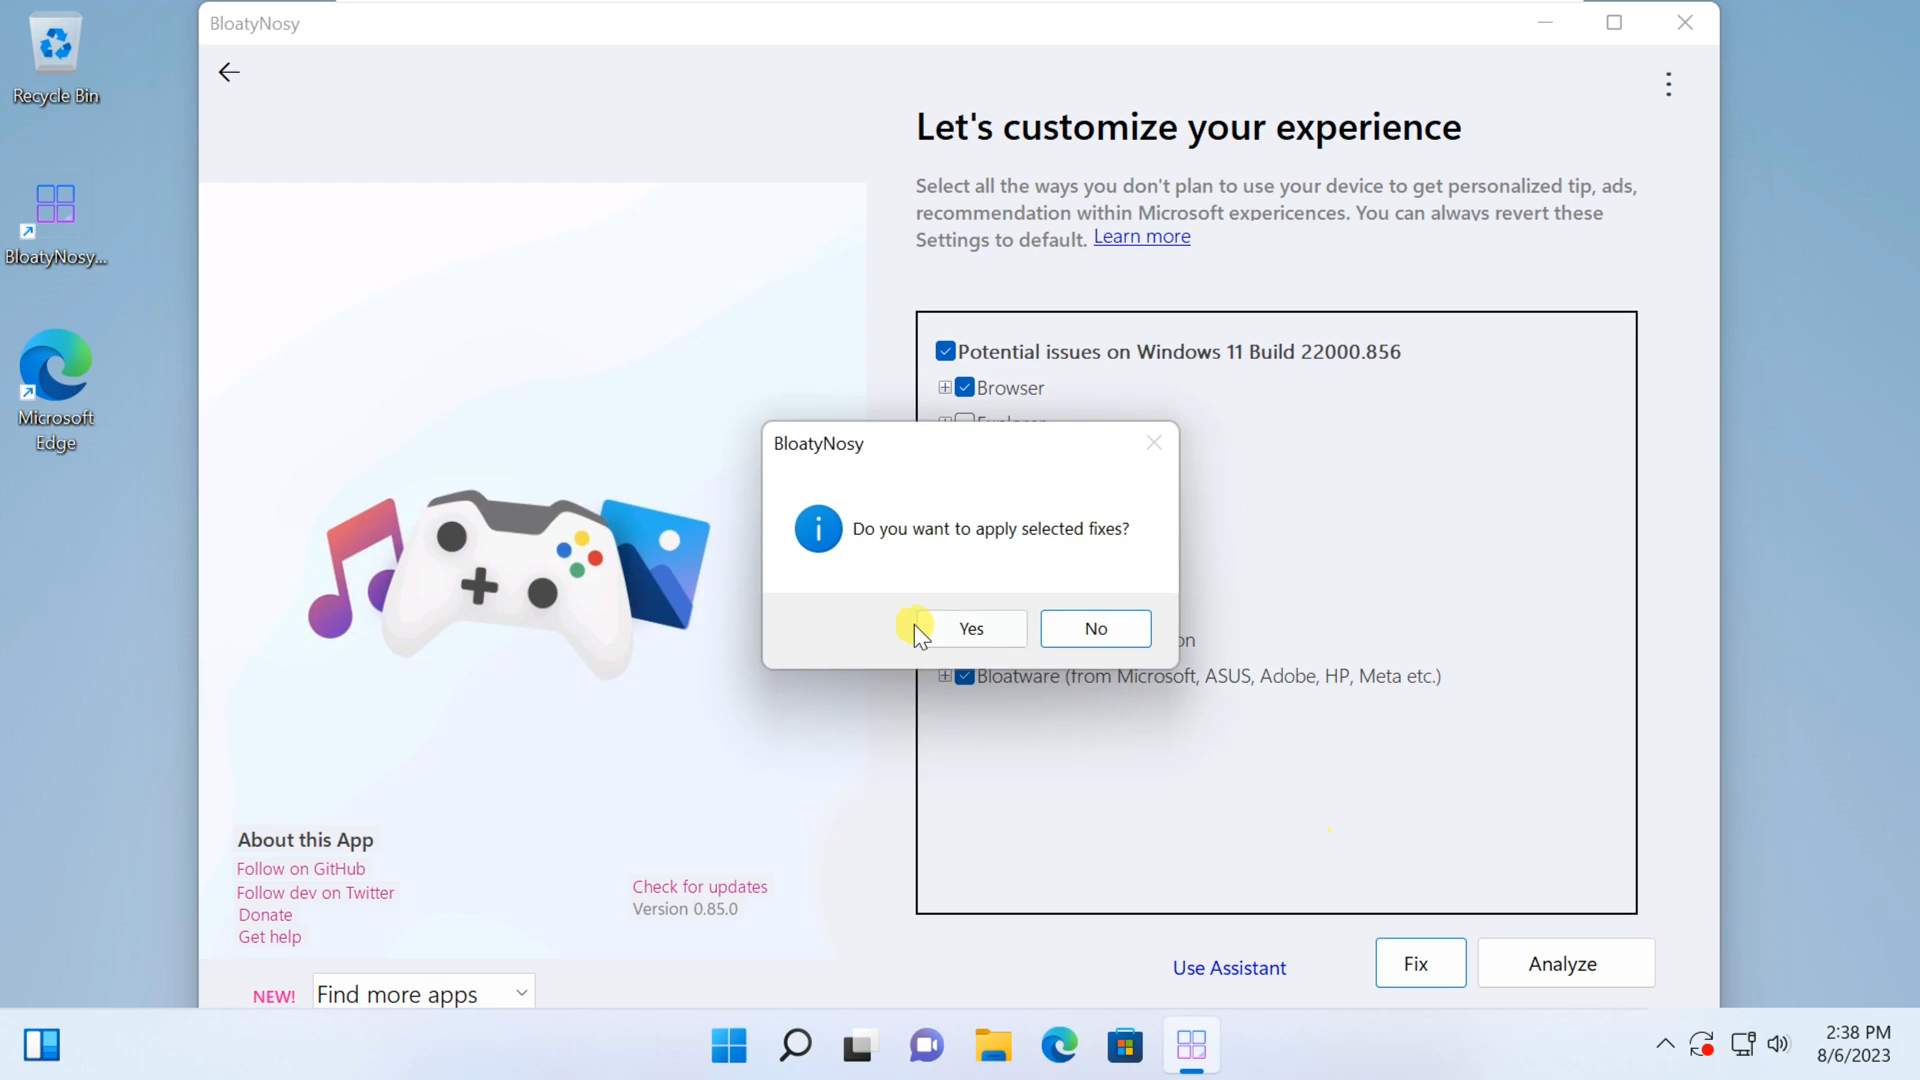 BloatyNosy
Recycle Bin
BloatyNosy...
Microsoft
Edge
Let's customize your experience
Select all the ways you don't plan to use your device to get personalized tip, ads,
recommendation within Microsoft expericences. You can always revert these
Settings to default. Learn more
Potential issues on Windows 11 Build 22000.856
Browser
BloatyNosy
Do you want to apply selected fixes?
Yes
No
on
Bloatware (from Microsoft, ASUS, Adobe, HP, Meta etc.)
About this App
Follow on GitHub
Follow dev on Twitter
Donate
Get help
Check for updates
Version 0.85.0
NEW!
Find more apps
Use Assistant
Fix
Analyze
2:38 PM
8/6/2023